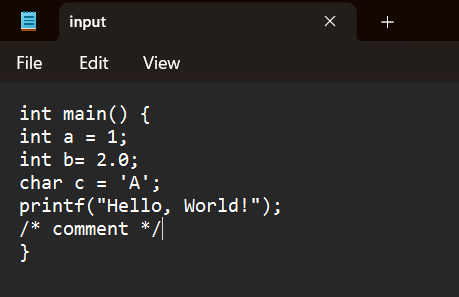 input
File Edit View
int main() {
int a = 1;
int b= 2.0;
char c = 'A';
printf("Hello, World!");
/* comment */
}